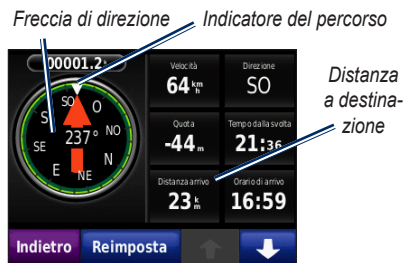 Freccia di direzione
Indicatore del percorso
00001.2
Velocità
64 km/h
Direzione
SO
Distanza
a destina-
zione
SO
O
NO
N
NE
E
SE
S
237°
Quota
-44 m
Tempo dalla svolta
21:36
Distanza arrivo
23 km
Orario di arrivo
16:59
Indietro
Reimposta